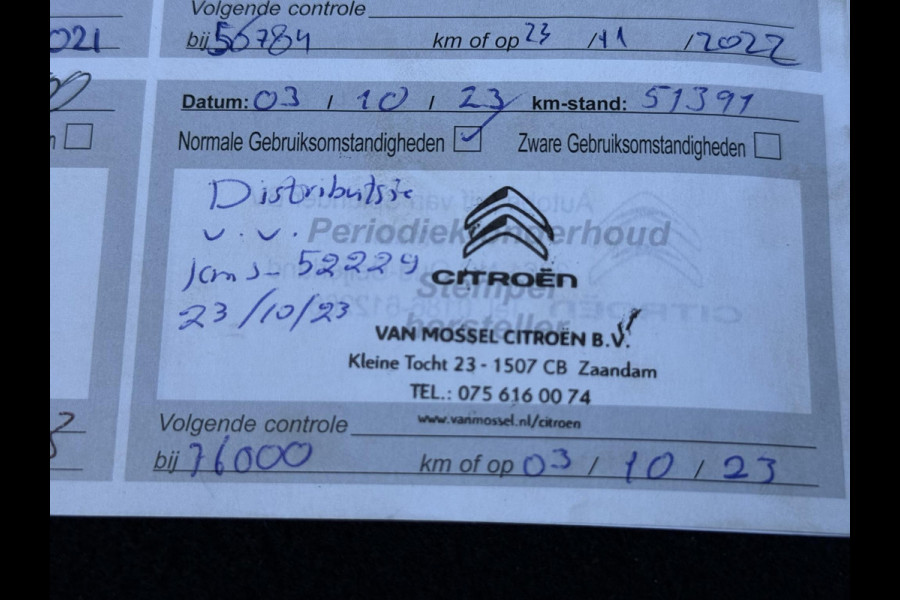 Volgende controle
021 bij 56784 km of op 23 / 11 / 2022
Datum: 03 / 10 / 23 km-stand: 51391
Normale Gebruiksomstandigheden Zware Gebruiksomstandigheden
Distributie
v.v.
kms- 52229
23/10/23
Periodiek onderhoud
Stempel
hersteller
CITROËN
VAN MOSSEL CITROËN B.V.
Kleine Tocht 23 - 1507 CB Zaandam
TEL.: 075 616 00 74
www.vanmossel.nl/citroen
Volgende controle
bij 76000 km of op 03 / 10 / 23